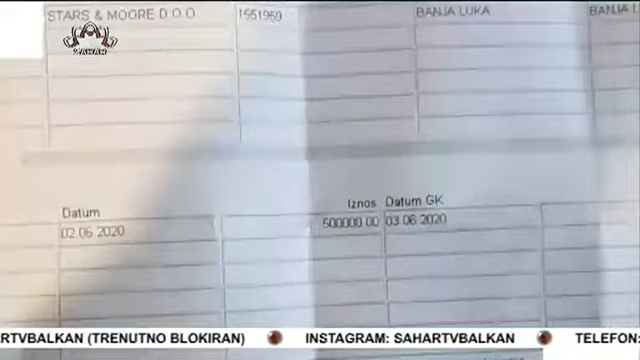 STARS & MOORE D.O.O. 1551959 BANJA LUKA BANJA L
SAHAR
Iznos Datum GK
Datum
02.06.2020 500000.00 03.06.2020
RTVBALKAN (TRENUTNO BLOKIRAN) INSTAGRAM: SAHARTVBALKAN TELEFON